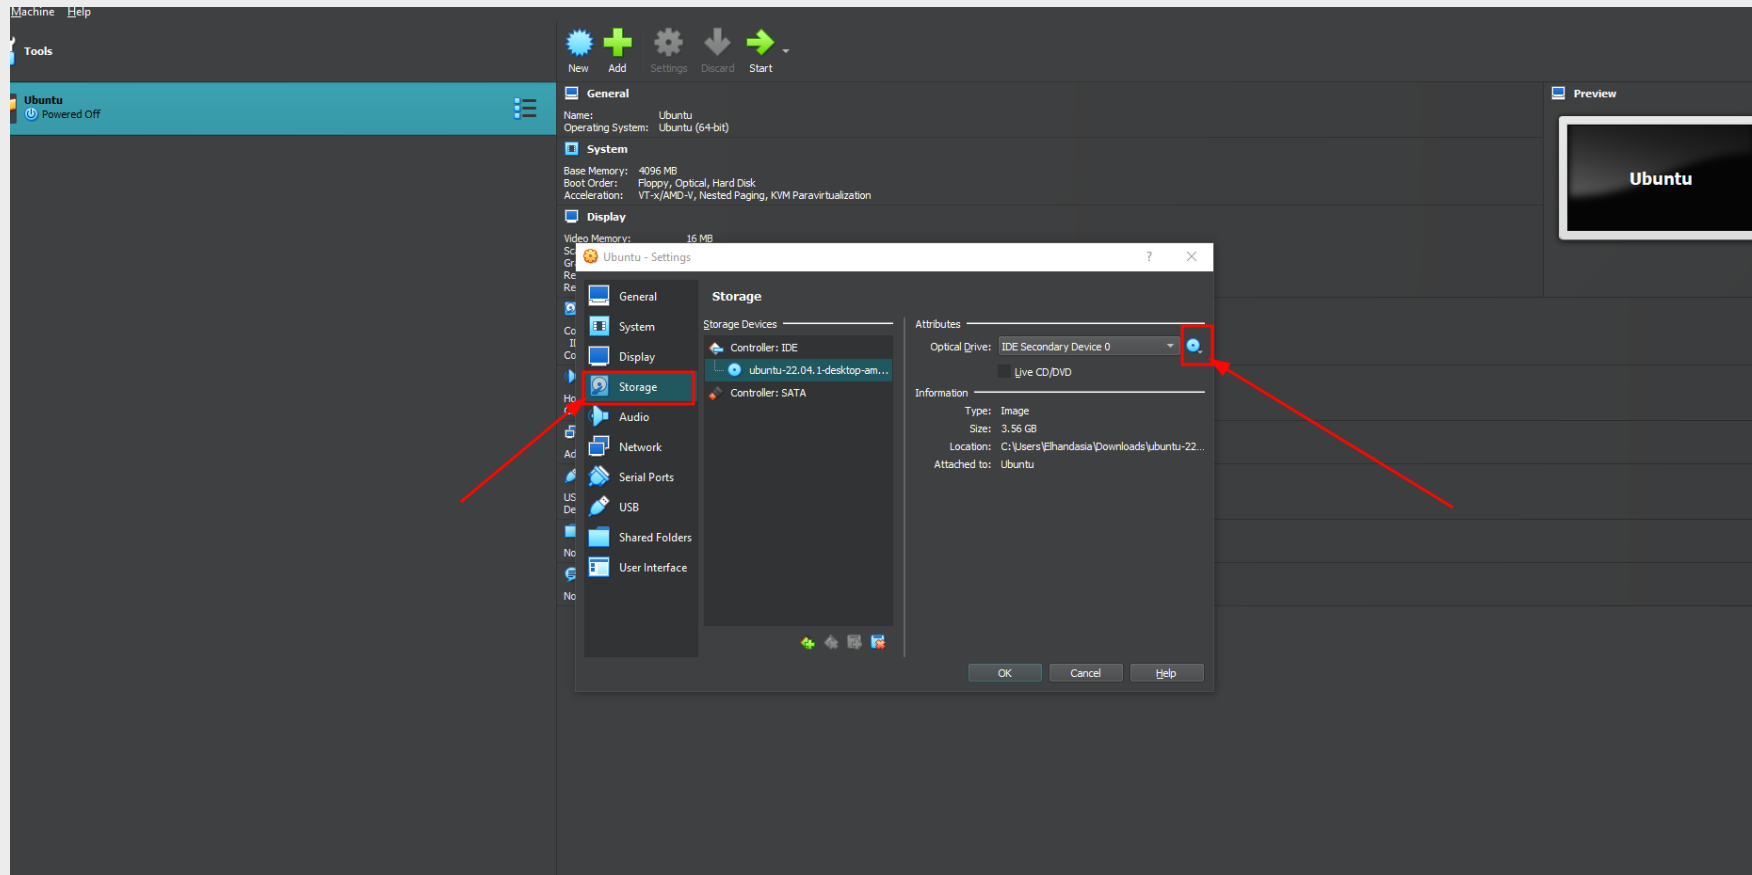 Machine Help
Tools
New Add Settings Discard Start
Ubuntu
Powered Off
General
Name: Ubuntu
Operating System: Ubuntu (64-bit)
System
Base Memory: 4096 MB
Boot Order: Floppy, Optical, Hard Disk
Acceleration: VT-x/AMD-V, Nested Paging, KVM Paravirtualization
Display
Video Memory: 16 MB
Preview
Ubuntu
Ubuntu - Settings
?
General
System
Display
Storage
Audio
Network
Serial Ports
USB
Shared Folders
User Interface
Storage
Storage Devices
Controller: IDE
ubuntu-22.04.1-desktop-am...
Controller: SATA
Attributes
Optical Drive: IDE Secondary Device 0
Live CD/DVD
Information
Type: Image
Size: 3.56 GB
Location: C:\Users\Elhandasia\Downloads\ubuntu-22...
Attached to: Ubuntu
OK Cancel Help